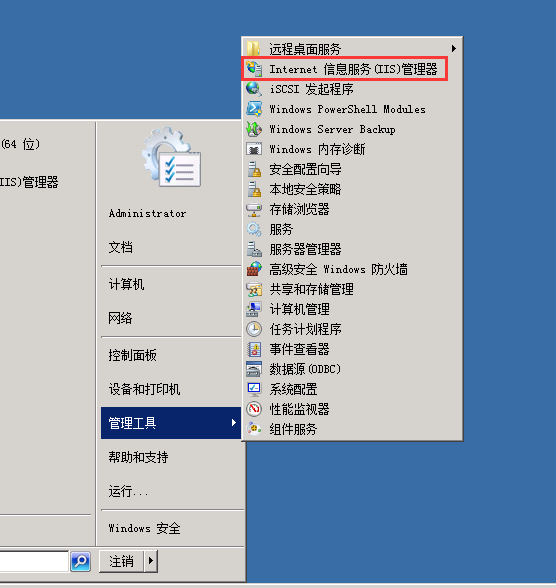 (64 位)
IIS)管理器
Administrator
文档
计算机
网络
控制面板
设备和打印机
管理工具
帮助和支持
运行...
Windows 安全
注销
远程桌面服务
Internet 信息服务(IIS)管理器
iSCSI 发起程序
Windows PowerShell Modules
Windows Server Backup
Windows 内存诊断
安全配置向导
本地安全策略
存储浏览器
服务
服务器管理器
高级安全 Windows 防火墙
共享和存储管理
计算机管理
任务计划程序
事件查看器
数据源(ODBC)
系统配置
性能监视器
组件服务